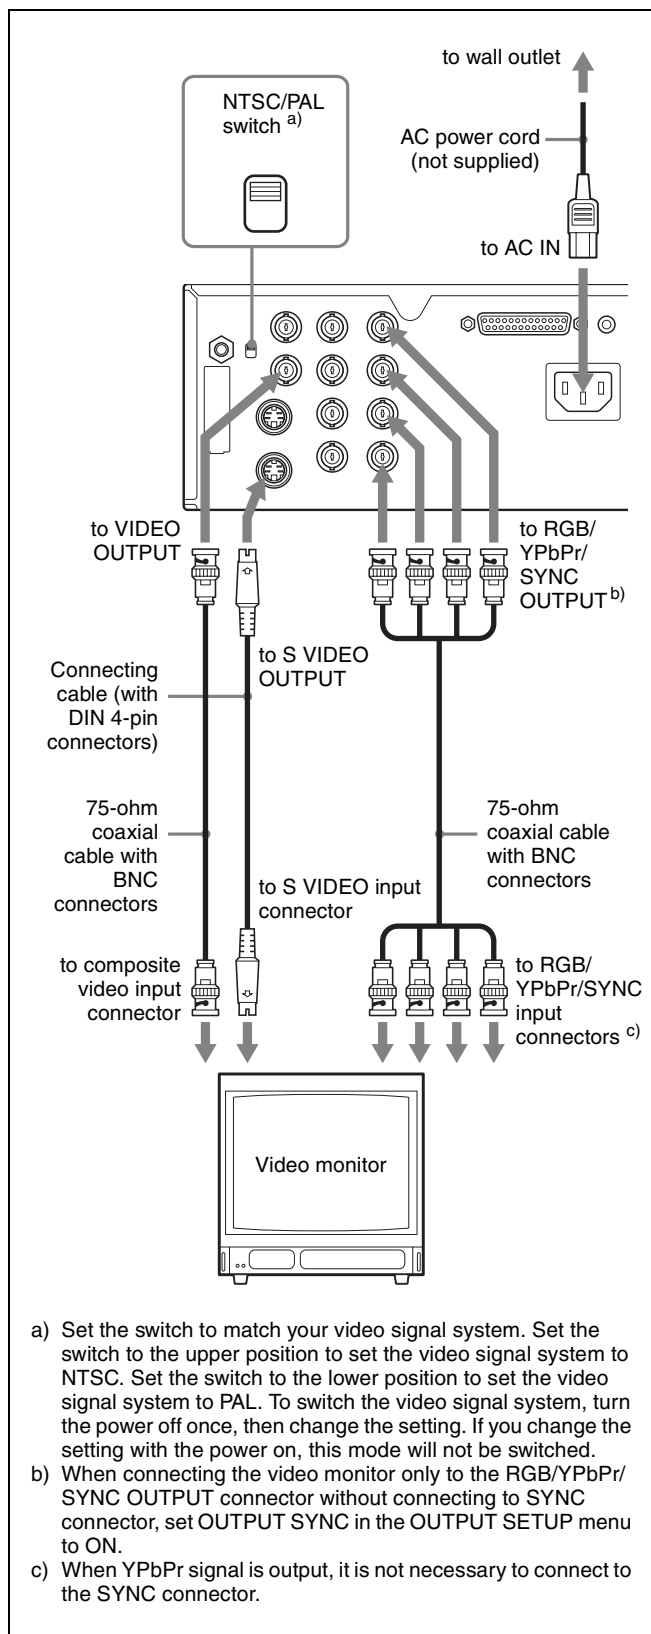 to wall outlet
NTSC/PAL
switch a)
AC power cord
(not supplied)
to AC IN
to VIDEO
OUTPUT
to RGB/
YPbPr/
SYNC
OUTPUT b)
to S VIDEO
OUTPUT
Connecting
cable (with
DIN 4-pin
connectors)
75-ohm
coaxial
cable with
BNC
connectors
75-ohm
coaxial cable
with BNC
connectors
to S VIDEO input
connector
to composite
video input
connector
to RGB/
YPbPr/SYNC
input
connectors c)
Video monitor
a) Set the switch to match your video signal system. Set the
switch to the upper position to set the video signal system to
NTSC. Set the switch to the lower position to set the video
signal system to PAL. To switch the video signal system, turn
the power off once, then change the setting. If you change the
setting with the power on, this mode will not be switched.
b) When connecting the video monitor only to the RGB/YPbPr/
SYNC OUTPUT connector without connecting to SYNC
connector, set OUTPUT SYNC in the OUTPUT SETUP menu
to ON.
c) When YPbPr signal is output, it is not necessary to connect to
the SYNC connector.